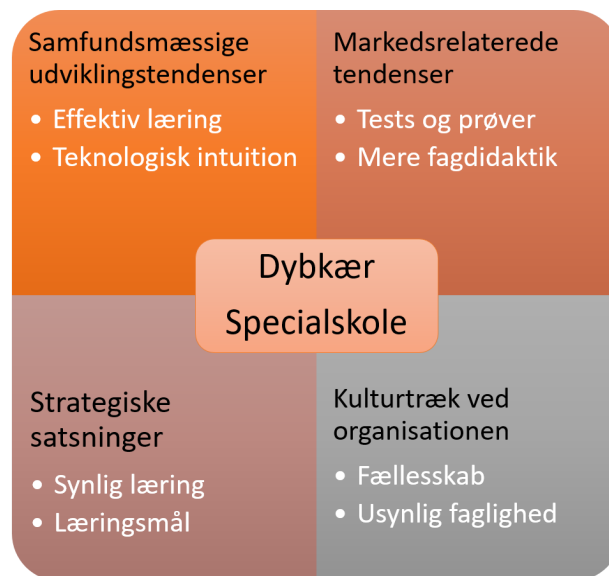 Samfundsmæssige
udviklingstendenser
• Effektiv læring
• Teknologisk intuition
Markedsrelaterede
tendenser
• Tests og prøver
• Mere fagdidaktik
Dybkær
Specialskole
Strategiske
satsninger
• Synlig læring
• Læringsmål
Kulturtræk ved
organisationen
• Fællesskab
• Usynlig faglighed